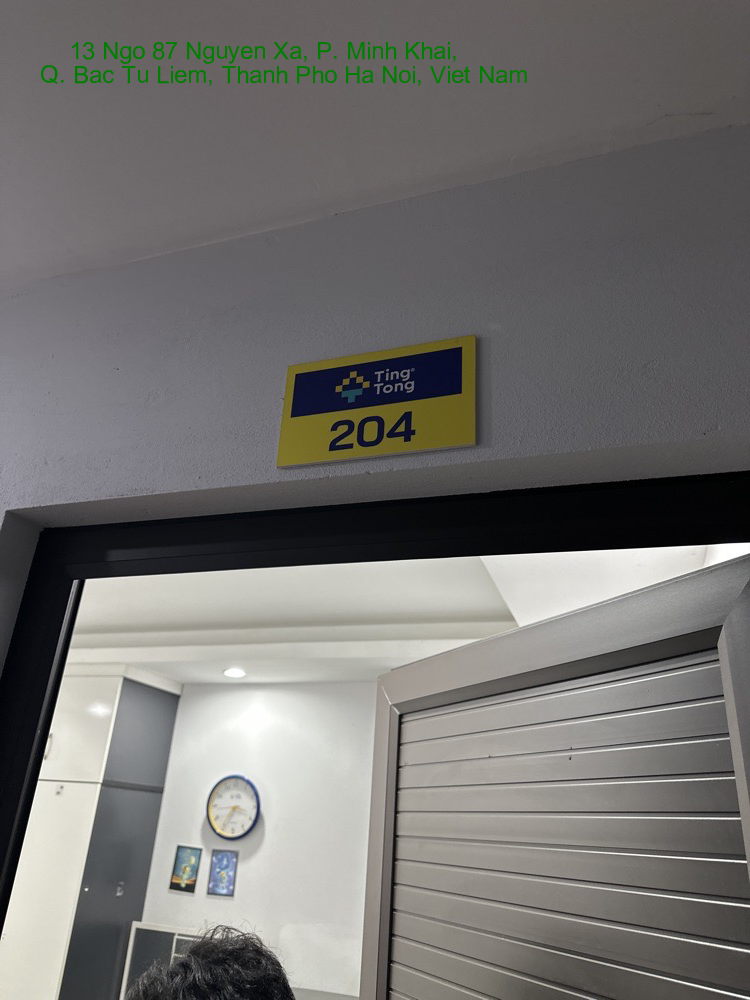 13 Ngo 87 Nguyen Xa, P. Minh Khai,
Q. Bac Tu Liem, Thanh Pho Ha Noi, Viet Nam
Ting®
Tong
204